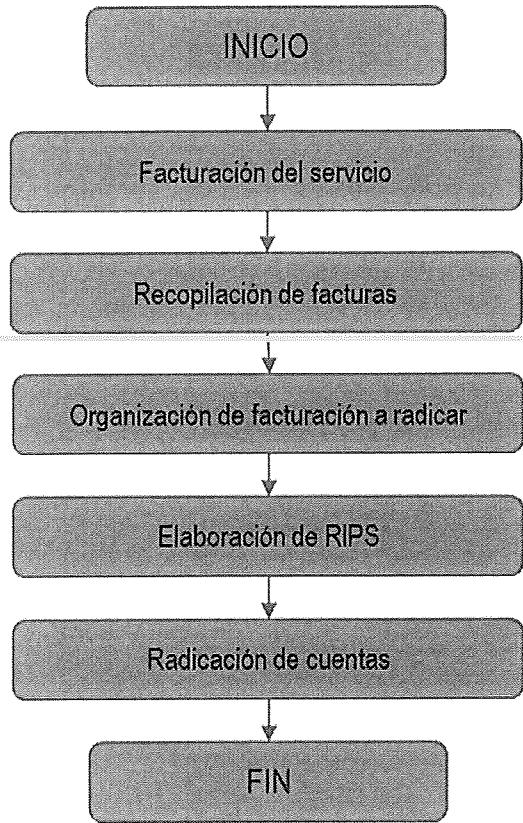 INICIO
Facturación del servicio
Recopilación de facturas
Organización de facturación a radicar
Elaboración de RIPS
Radicación de cuentas
FIN